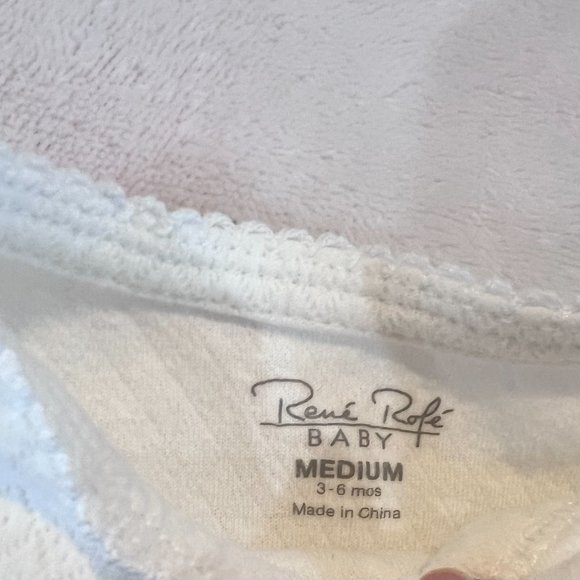 René Rofé
BABY
MEDIUM
3-6 mos
Made in China